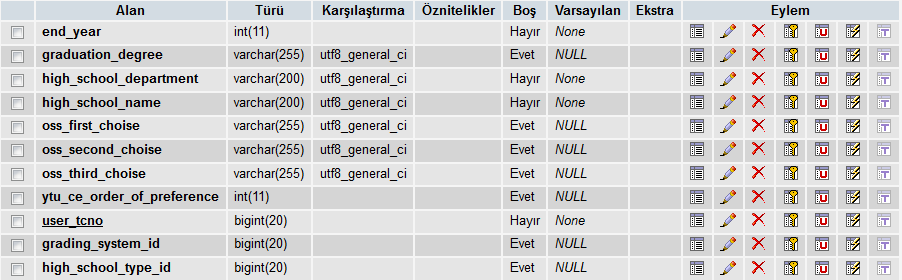 Alan Türü Karşılaştırma Öznitelikler Boş Varsayılan Ekstra Eylem
end_year int(11) Hayır None
graduation_degree varchar(255) utf8_general_ci Evet NULL
high_school_department varchar(200) utf8_general_ci Hayır None
high_school_name varchar(200) utf8_general_ci Hayır None
oss_first_choise varchar(255) utf8_general_ci Evet NULL
oss_second_choise varchar(255) utf8_general_ci Evet NULL
oss_third_choise varchar(255) utf8_general_ci Evet NULL
ytu_ce_order_of_preference int(11) Evet NULL
user_tcno bigint(20) Hayır None
grading_system_id bigint(20) Evet NULL
high_school_type_id bigint(20) Evet NULL